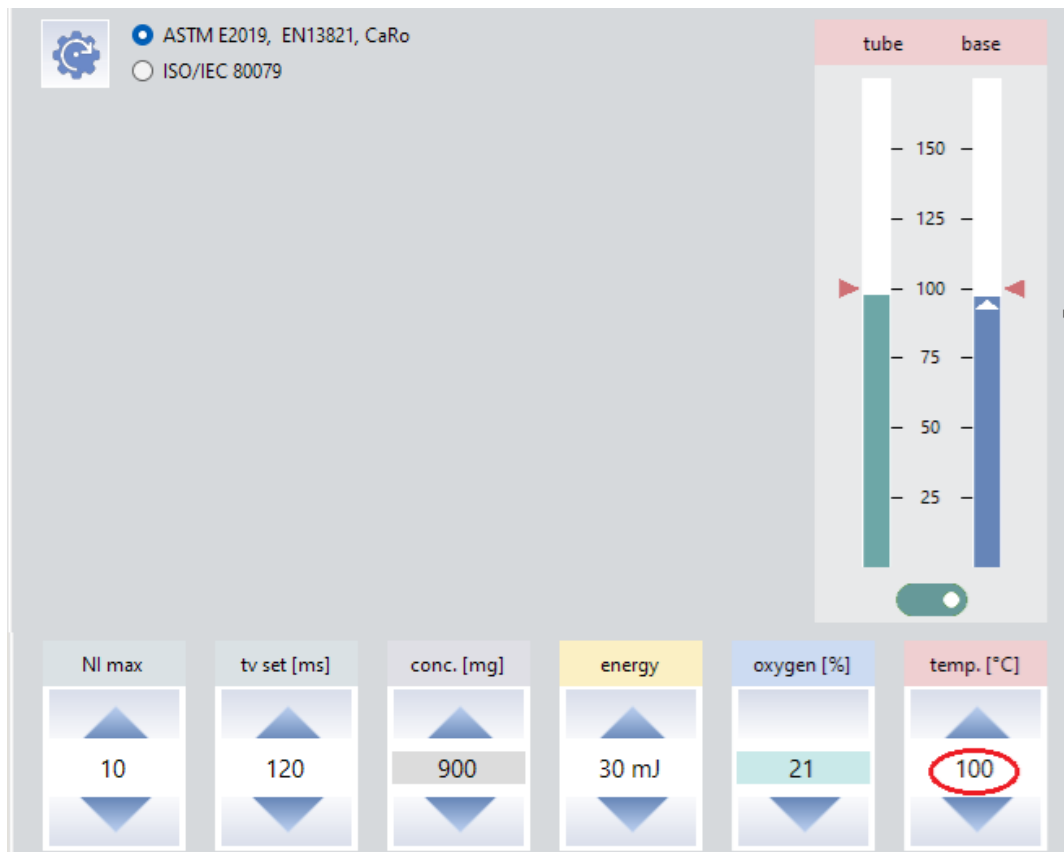 ASTM E2019, EN13821, CaRo
ISO/IEC 80079
tube base
150
125
100
75
50
25
NI max tv set [ms] conc. [mg] energy oxygen [%] temp. [°C]
10 120 900 30 mJ 21 100